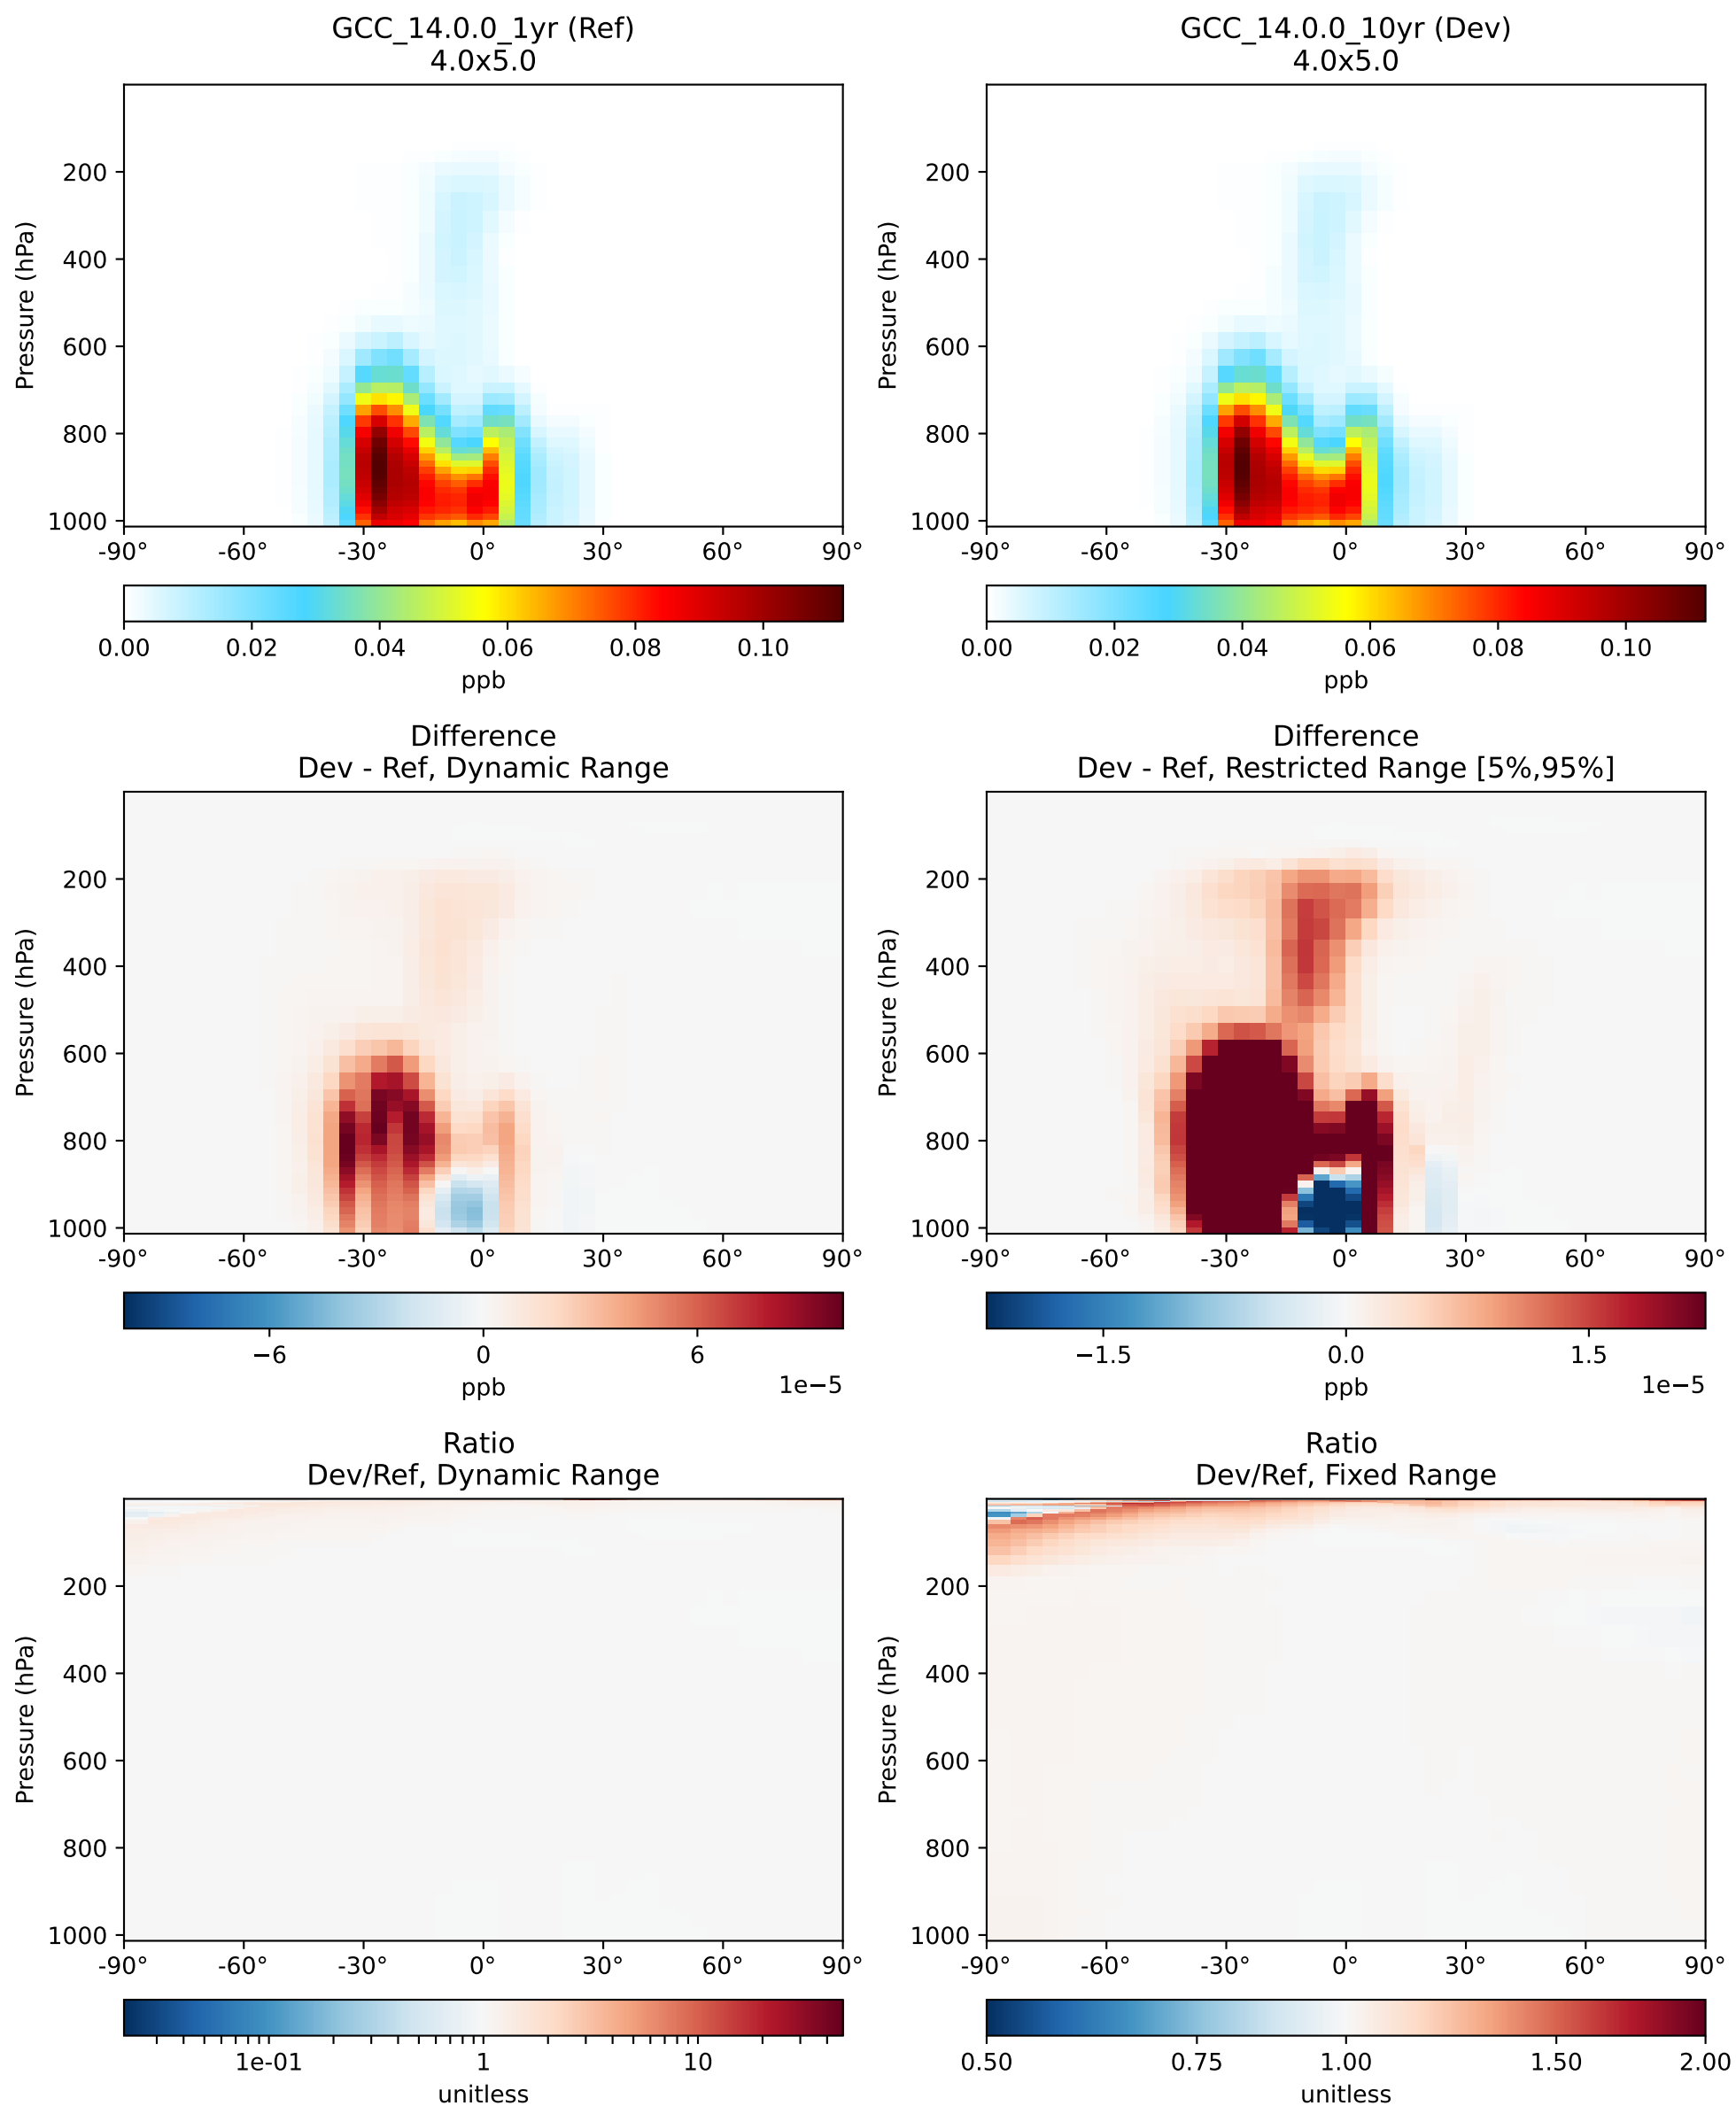 GCC_14.0.0_1yr (Ref)
4.0x5.0
Pressure (hPa)
200
400
600
800
1000
-90° -60° -30° 0° 30° 60° 90°
0.00 0.02 0.04 0.06 0.08 0.10
ppb
GCC_14.0.0_10yr (Dev)
4.0x5.0
Pressure (hPa)
200
400
600
800
1000
-90° -60° -30° 0° 30° 60° 90°
0.00 0.02 0.04 0.06 0.08 0.10
ppb
Difference
Dev - Ref, Dynamic Range
Pressure (hPa)
200
400
600
800
1000
-90° -60° -30° 0° 30° 60° 90°
−6 0 6
ppb
1e−5
Difference
Dev - Ref, Restricted Range [5%,95%]
Pressure (hPa)
200
400
600
800
1000
-90° -60° -30° 0° 30° 60° 90°
−1.5 0.0 1.5
ppb
1e−5
Ratio
Dev/Ref, Dynamic Range
Pressure (hPa)
200
400
600
800
1000
-90° -60° -30° 0° 30° 60° 90°
1e-01 1 10
unitless
Ratio
Dev/Ref, Fixed Range
Pressure (hPa)
200
400
600
800
1000
-90° -60° -30° 0° 30° 60° 90°
0.50 0.75 1.00 1.50 2.00
unitless